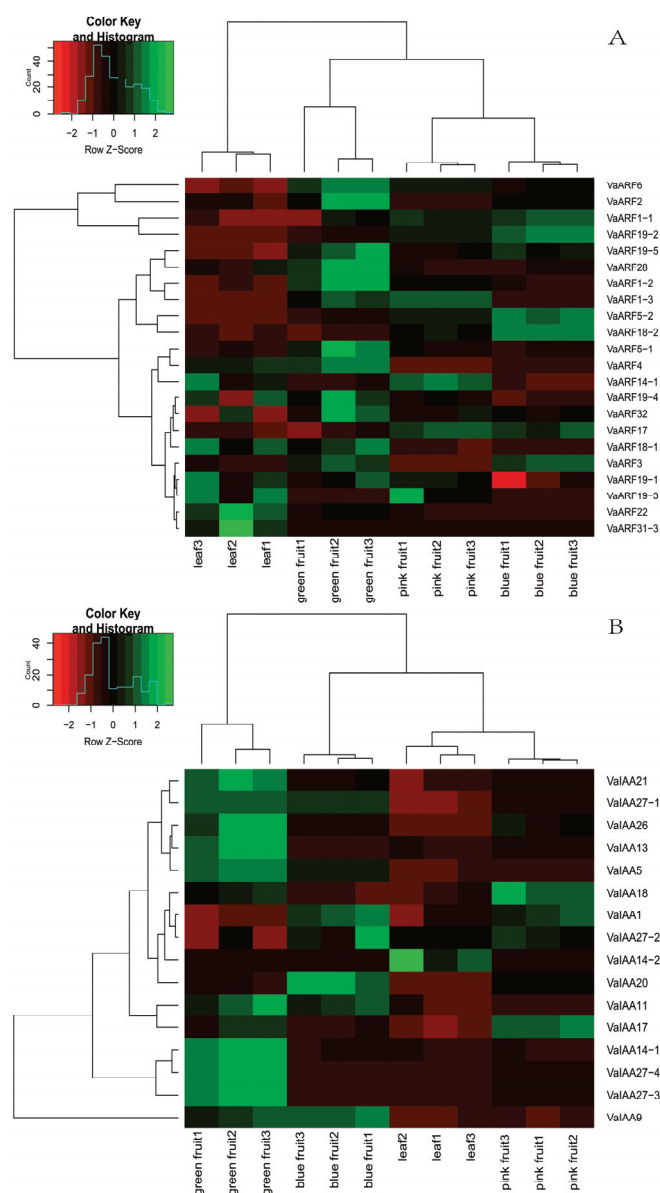 Color Key
and Histogram
Count
0 20 40
−2 −1 0 1 2
Row Z−Score
A
VaARF6
VaARF2
VaARF1−1
VaARF19−2
VaARF19−5
VaARF28
VaARF1−2
VaARF1−3
VaARF5−2
VaARF18−2
VaARF5−1
VaARF4
VaARF14−1
VaARF19−4
VaARF32
VaARF17
VaARF18−1
VaARF3
VaARF19−1
VaARF19−3
VaARF22
VaARF31−3
leaf3
leaf2
leaf1
green fruit1
green fruit2
green fruit3
pink fruit1
pink fruit2
pink fruit3
blue fruit1
blue fruit2
blue fruit3
Color Key
and Histogram
Count
0 20 40
−2 −1 0 1 2
Row Z−Score
B
VaIAA21
VaIAA27−1
VaIAA26
VaIAA13
VaIAA5
VaIAA18
VaIAA1
VaIAA27−2
VaIAA14−2
VaIAA20
VaIAA11
VaIAA17
VaIAA14−1
VaIAA27−4
VaIAA27−3
VaIAA9
green fruit1
green fruit2
green fruit3
blue fruit3
blue fruit2
blue fruit1
leaf2
leaf1
leaf3
pink fruit3
pink fruit1
pink fruit2